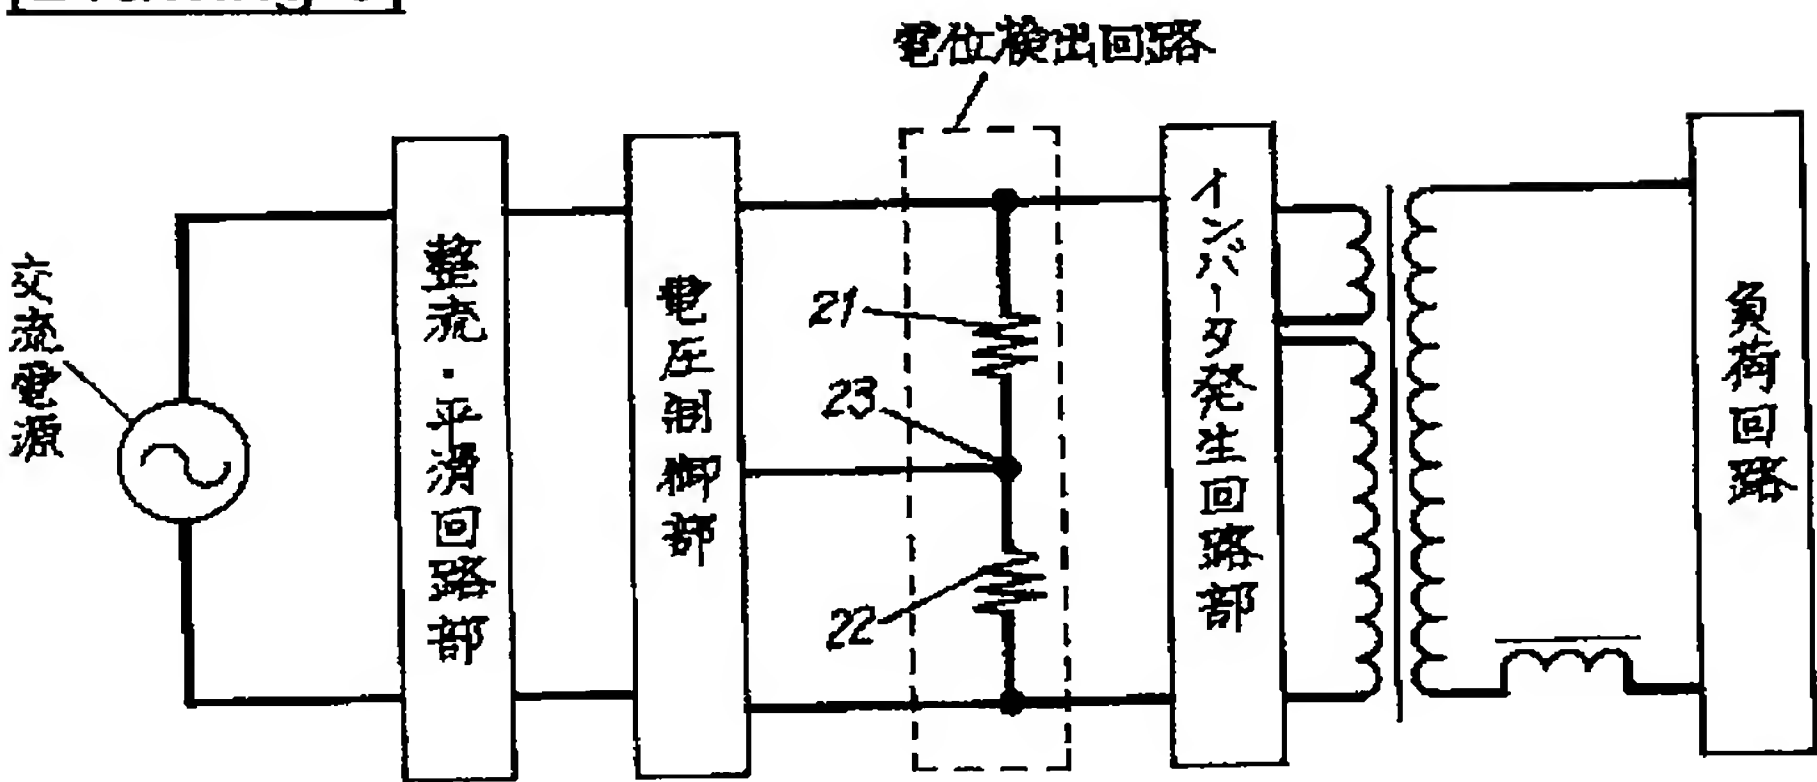 電位検出回路
交流電源
整流・平滑回路部
電圧制御部
21
23
22
インバータ発生回路部
負荷回路